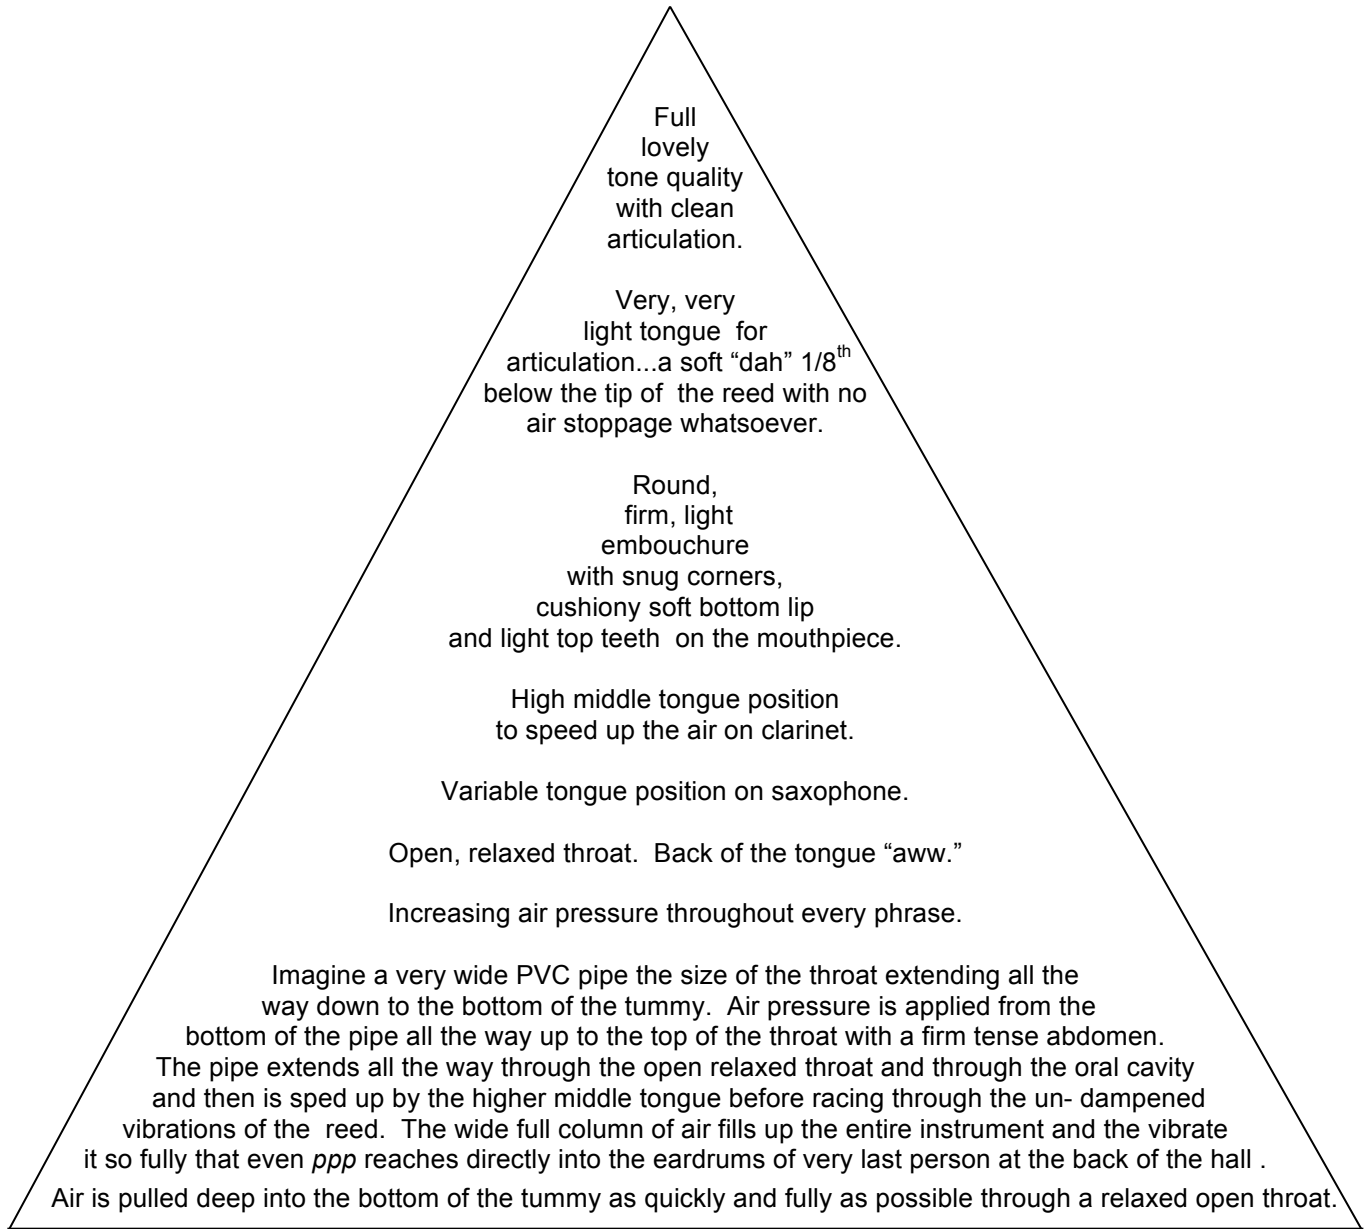 Full
lovely
tone quality
with clean
articulation.
Very, very
light tongue for
articulation...a soft “dah” 1/8th
below the tip of the reed with no
air stoppage whatsoever.
Round,
firm, light
embouchure
with snug corners,
cushiony soft bottom lip
and light top teeth on the mouthpiece.
High middle tongue position
to speed up the air on clarinet.
Variable tongue position on saxophone.
Open, relaxed throat. Back of the tongue “aww.”
Increasing air pressure throughout every phrase.
Imagine a very wide PVC pipe the size of the throat extending all the
way down to the bottom of the tummy. Air pressure is applied from the
bottom of the pipe all the way up to the top of the throat with a firm tense abdomen.
The pipe extends all the way through the open relaxed throat and through the oral cavity
and then is sped up by the higher middle tongue before racing through the un- dampened
vibrations of the reed. The wide full column of air fills up the entire instrument and the vibrate
it so fully that even ppp reaches directly into the eardrums of very last person at the back of the hall .
Air is pulled deep into the bottom of the tummy as quickly and fully as possible through a relaxed open throat.